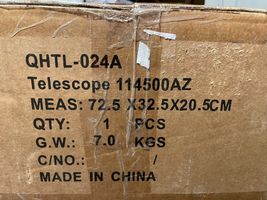 QHTL-024A
Telescope 114500AZ
MEAS: 72.5 X32.5X20.5CM
QTY: 1 PCS
G.W.: 7.0 KGS
C/NO.: /
MADE IN CHINA